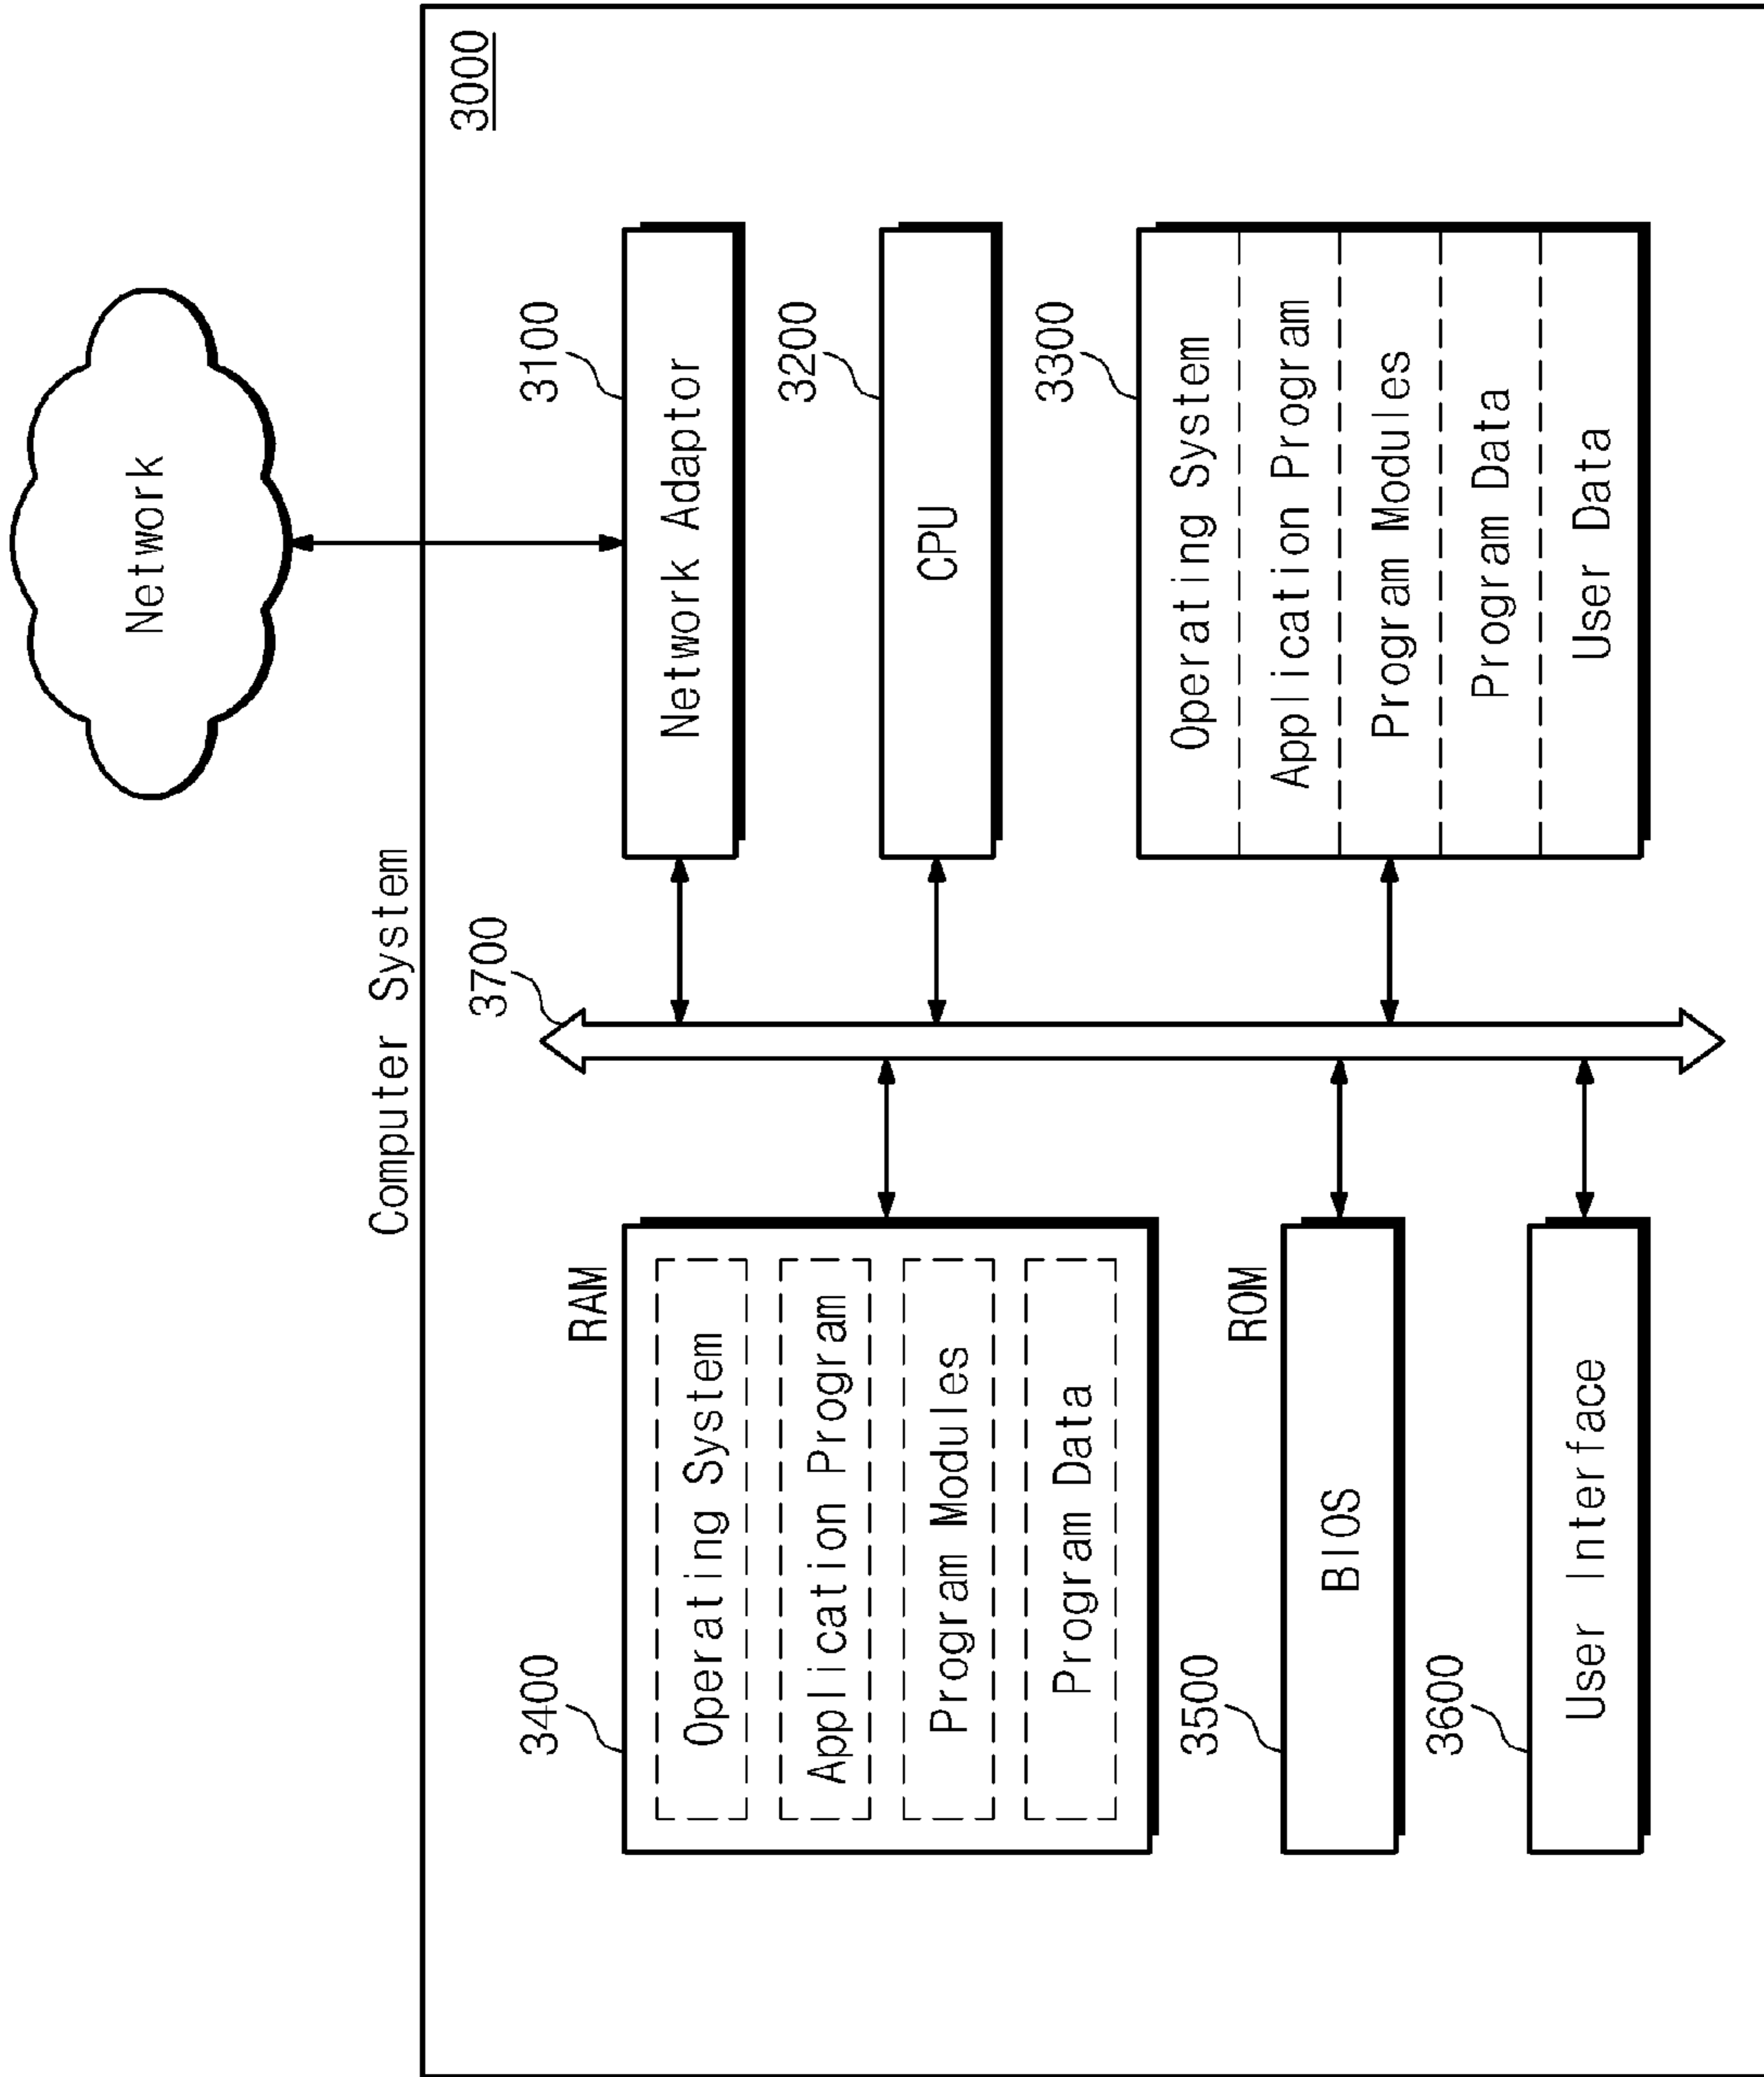 Network
Computer System
3000
3700
3100
Network Adaptor
3200
CPU
3300
Operating System
Application Program
Program Modules
Program Data
User Data
3400
RAM
Operating System
Application Program
Program Modules
Program Data
3500
ROM
BIOS
3600
User Interface